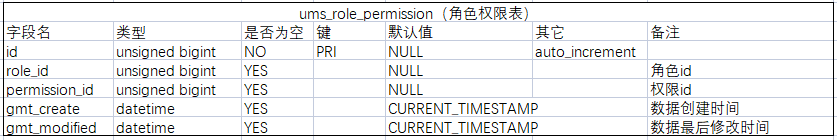 ums_role_permission（角色权限表）
字段名 类型 是否为空 键 默认值 其它 备注
id unsigned bigint NO PRI NULL auto_increment
role_id unsigned bigint YES NULL 角色id
permission_id unsigned bigint YES NULL 权限id
gmt_create datetime YES CURRENT_TIMESTAMP 数据创建时间
gmt_modified datetime YES CURRENT_TIMESTAMP 数据最后修改时间